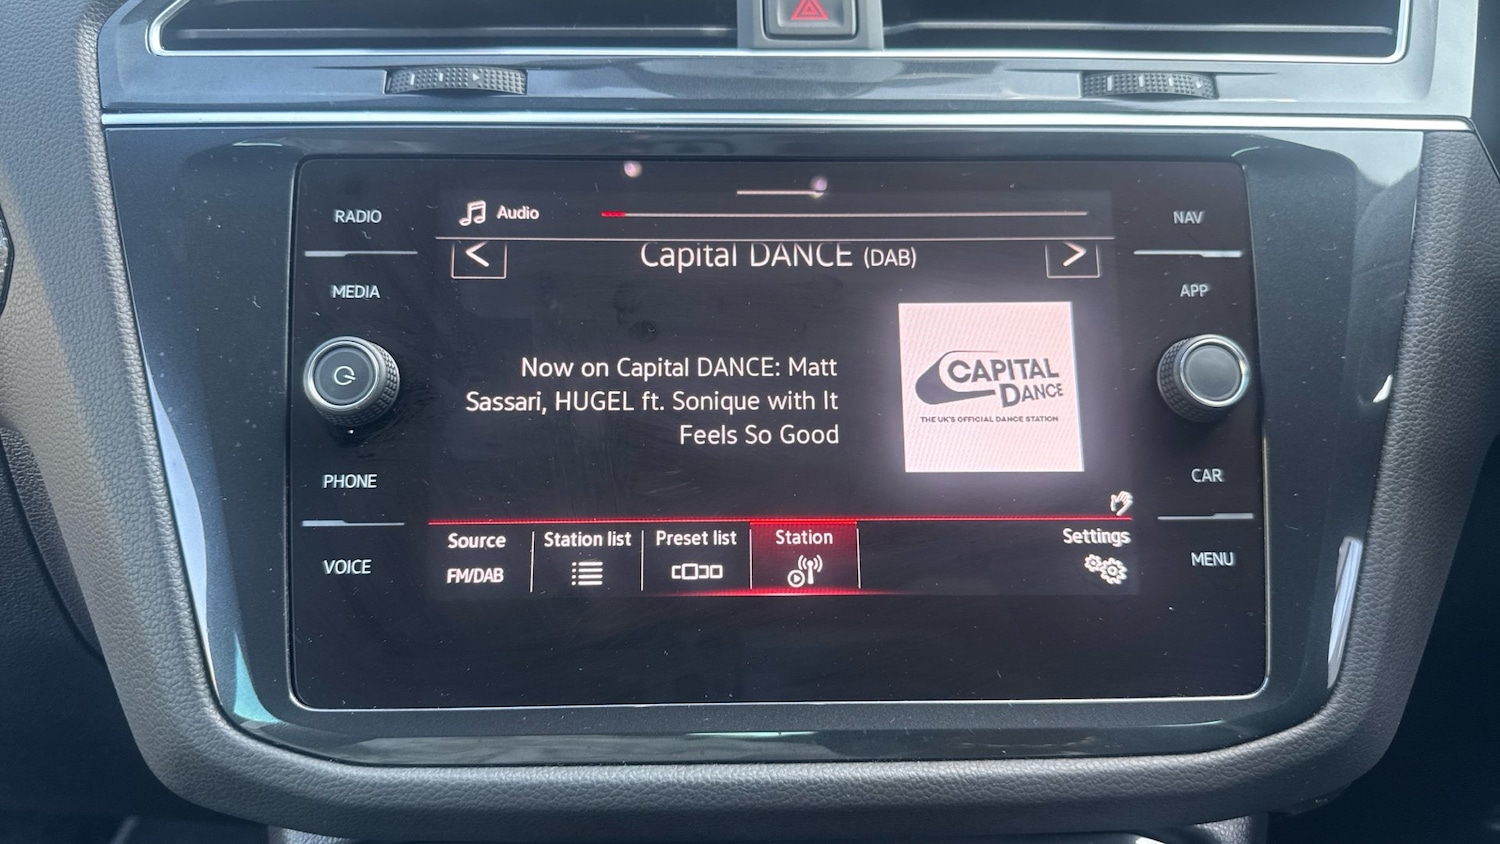 RADIO
MEDIA
PHONE
VOICE
Audio
Capital DANCE (DAB)
Now on Capital DANCE: Matt
Sassari, HUGEL ft. Sonique with It
Feels So Good
CAPITAL
DANCE
THE UK'S OFFICIAL DANCE STATION
Source
FM/DAB
Station list
Preset list
Station
Settings
NAV
APP
CAR
MENU